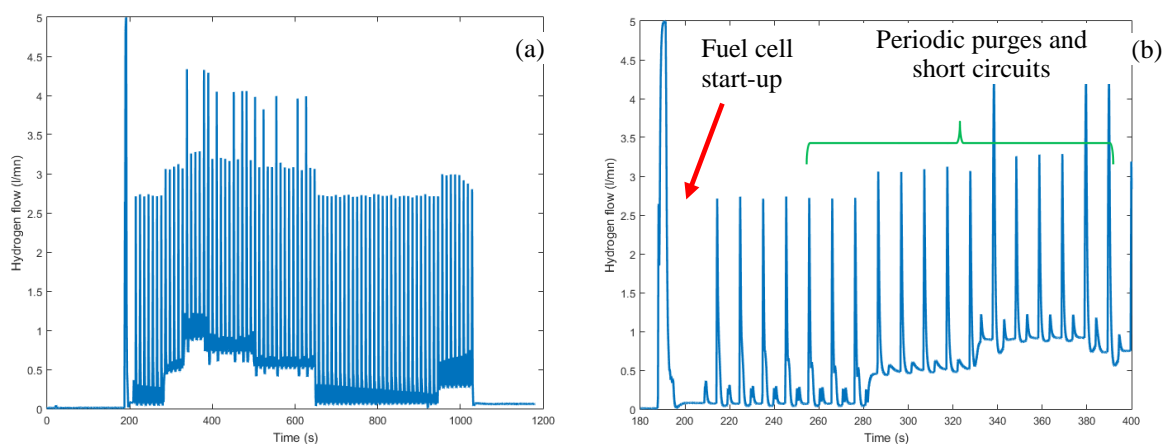 (a)
Hydrogen flow (l/mn)
5
4.5
4
3.5
3
2.5
2
1.5
1
0.5
0
0 200 400 600 800 1000 1200
Time (s)
(b)
Fuel cell
start-up
Periodic purges and
short circuits
Hydrogen flow (l/mn)
5
4.5
4
3.5
3
2.5
2
1.5
1
0.5
0
180 200 220 240 260 280 300 320 340 360 380 400
Time (s)